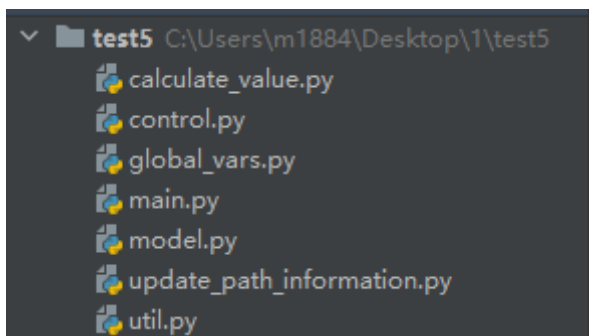 test5 C:\Users\m1884\Desktop\1\test5
calculate_value.py
control.py
global_vars.py
main.py
model.py
update_path_information.py
util.py